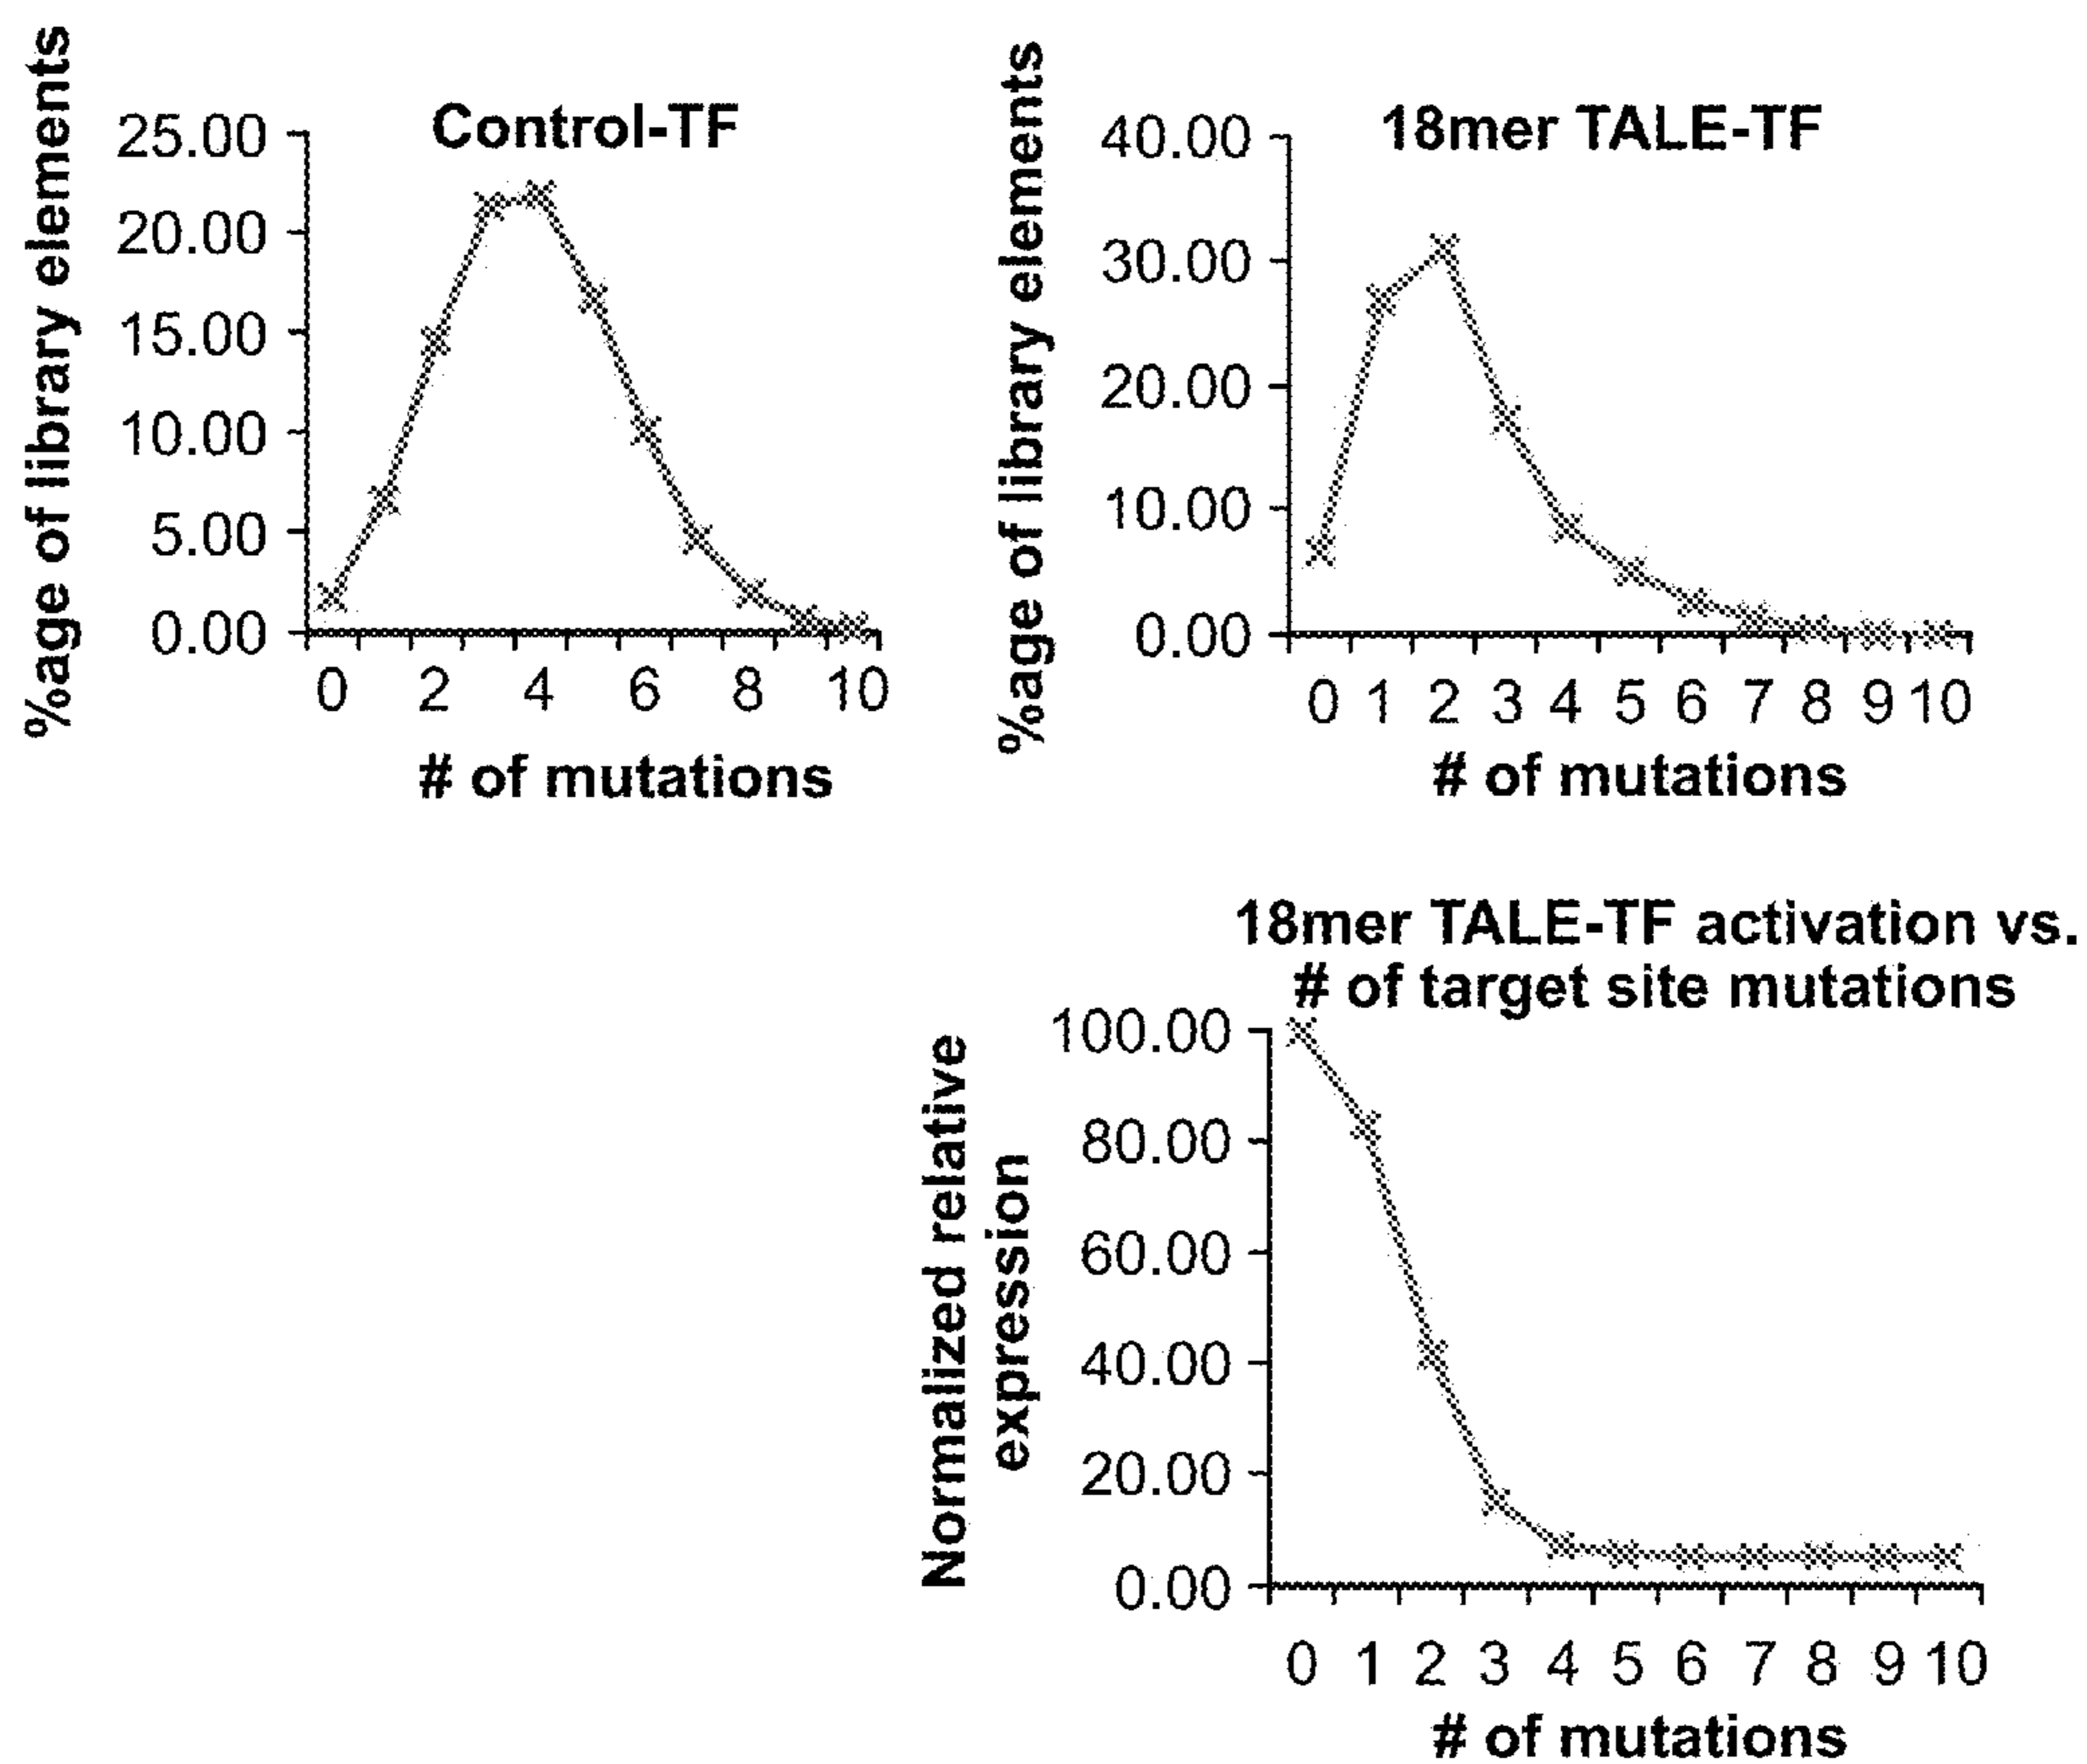 Control-TF
%age of library elements
25.00
20.00
15.00
10.00
5.00
0.00
0 2 4 6 8 10
# of mutations
18mer TALE-TF
%age of library elements
40.00
30.00
20.00
10.00
0.00
0 1 2 3 4 5 6 7 8 9 10
# of mutations
18mer TALE-TF activation vs.
# of target site mutations
Normalized relative
expression
100.00
80.00
60.00
40.00
20.00
0.00
0 1 2 3 4 5 6 7 8 9 10
# of mutations